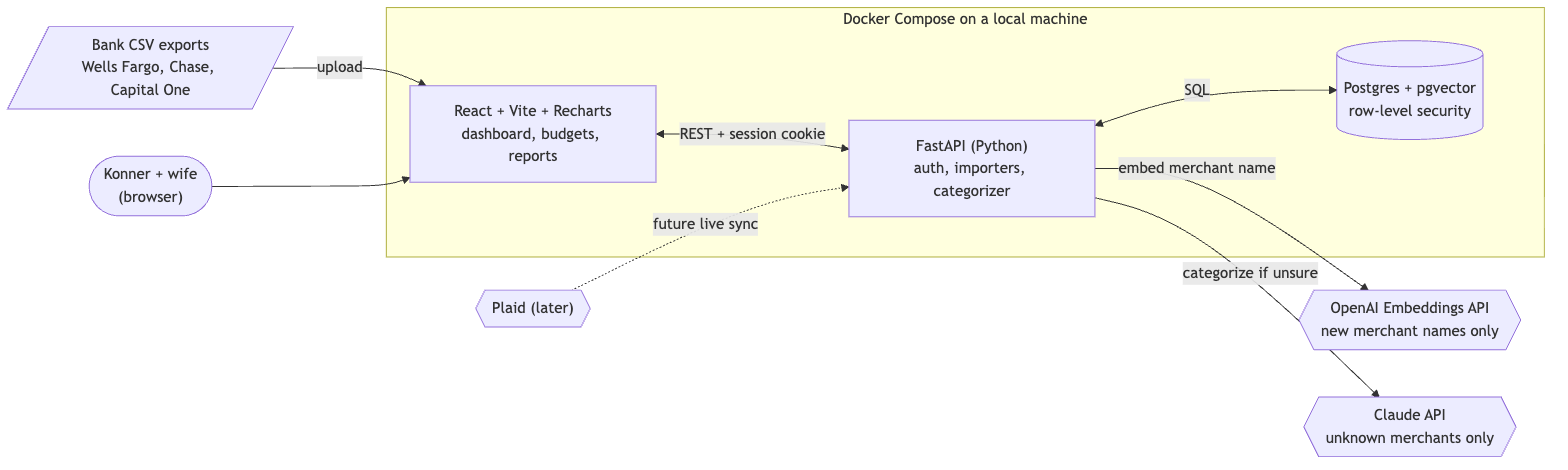 Docker Compose on a local machine
Bank CSV exports
Wells Fargo, Chase,
Capital One
upload
Konner + wife
(browser)
React + Vite + Recharts
dashboard, budgets,
reports
REST + session cookie
FastAPI (Python)
auth, importers,
categorizer
SQL
Postgres + pgvector
row-level security
embed merchant name
future live sync
categorize if unsure
Plaid (later)
OpenAI Embeddings API
new merchant names only
Claude API
unknown merchants only